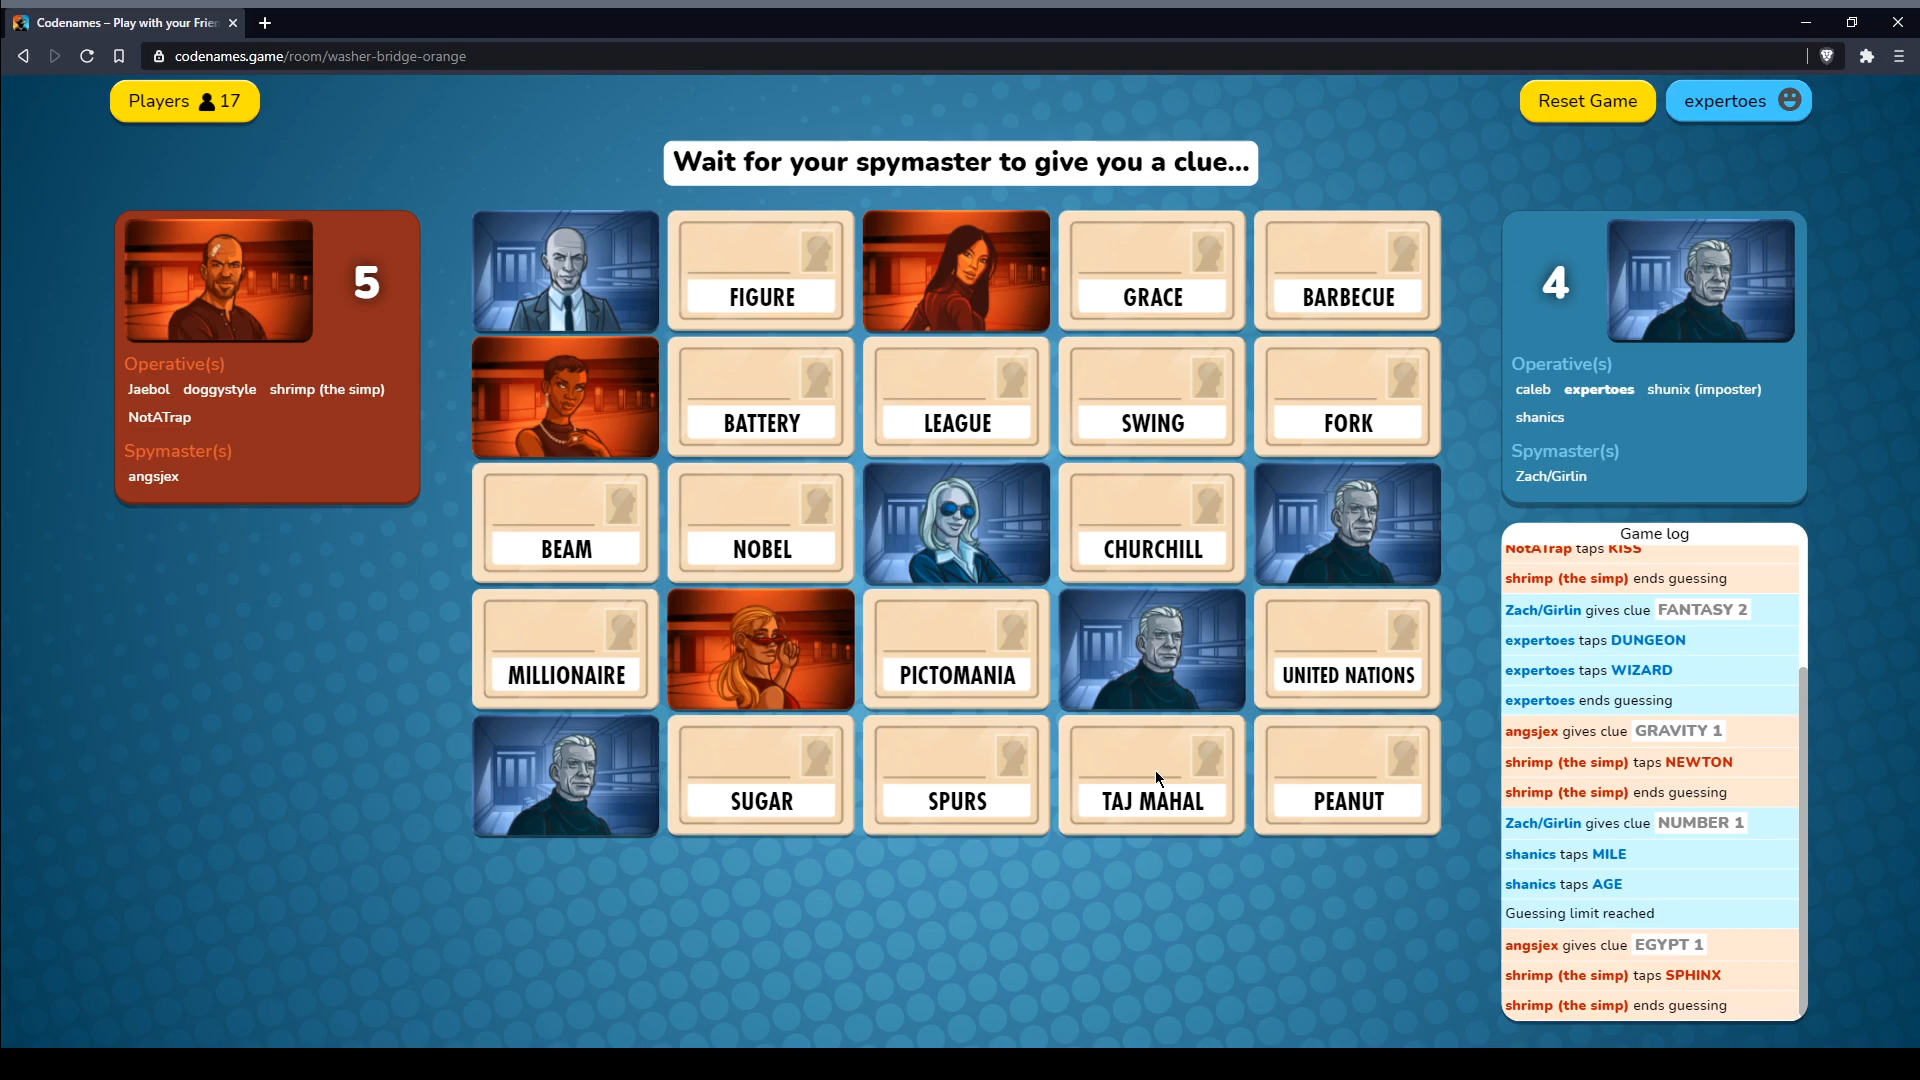 Codenames – Play with your Frien
codenames.game/room/washer-bridge-orange
Players 17
Reset Game
expertoes
Wait for your spymaster to give you a clue...
5
Operative(s)
Jaebol doggystyle shrimp (the simp)
NotATrap
Spymaster(s)
angsjex
FIGURE
GRACE
BARBECUE
BATTERY
LEAGUE
SWING
FORK
BEAM
NOBEL
CHURCHILL
MILLIONAIRE
PICTOMANIA
UNITED NATIONS
SUGAR
SPURS
TAJ MAHAL
PEANUT
4
Operative(s)
caleb expertoes shunix (imposter)
shanics
Spymaster(s)
Zach/Girlin
Game log
NotATrap taps KISS
shrimp (the simp) ends guessing
Zach/Girlin gives clue FANTASY 2
expertoes taps DUNGEON
expertoes taps WIZARD
expertoes ends guessing
angsjex gives clue GRAVITY 1
shrimp (the simp) taps NEWTON
shrimp (the simp) ends guessing
Zach/Girlin gives clue NUMBER 1
shanics taps MILE
shanics taps AGE
Guessing limit reached
angsjex gives clue EGYPT 1
shrimp (the simp) taps SPHINX
shrimp (the simp) ends guessing